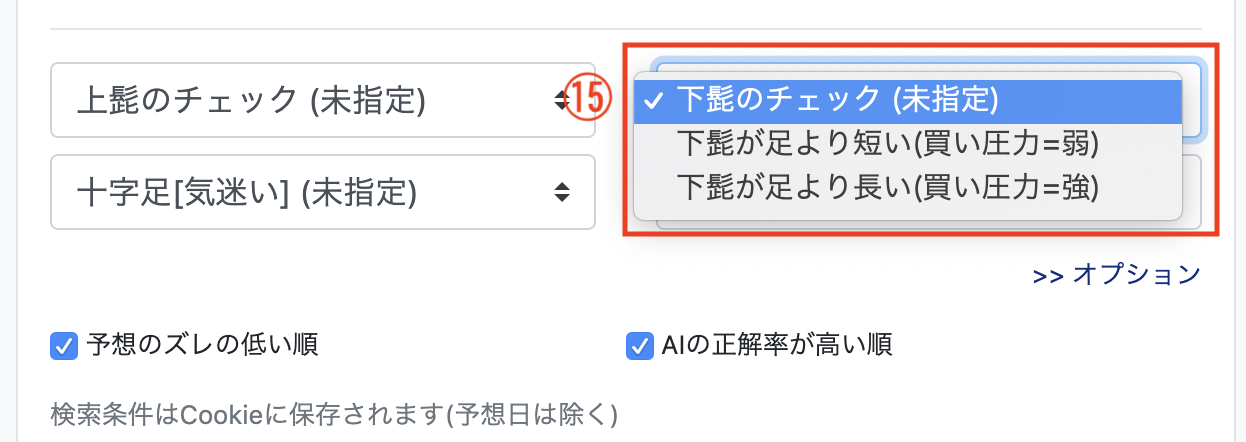 上髭のチェック (未指定)
⑮
下髭のチェック (未指定)
下髭が足より短い(買い圧力=弱)
下髭が足より長い(買い圧力=強)
十字足[気迷い] (未指定)
>> オプション
予想のズレの低い順
AIの正解率が高い順
検索条件はCookieに保存されます(予想日は除く)